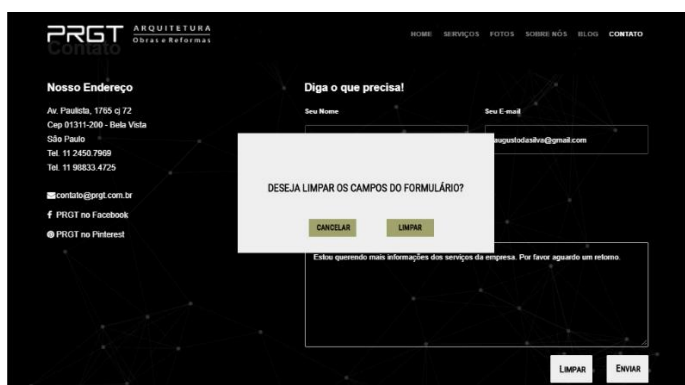 PRGT
ARQUITETURA
Obras e Reformas
Contato
HOME SERVIÇOS FOTOS SOBRE NÓS BLOG CONTATO
Nosso Endereço
Av. Paulista, 1765 cj 72
Cep 01311-200 - Bela Vista
São Paulo
Tel. 11 2450.7969
Tel. 11 98833.4725
contato@prgt.com.br
PRGT no Facebook
PRGT no Pinterest
Diga o que precisa!
Seu Nome Seu E-mail
augustodasilva@gmail.com
DESEJA LIMPAR OS CAMPOS DO FORMULÁRIO?
CANCELAR LIMPAR
Estou querendo mais informações dos serviços da empresa. Por favor aguardo um retorno.
LIMPAR ENVIAR